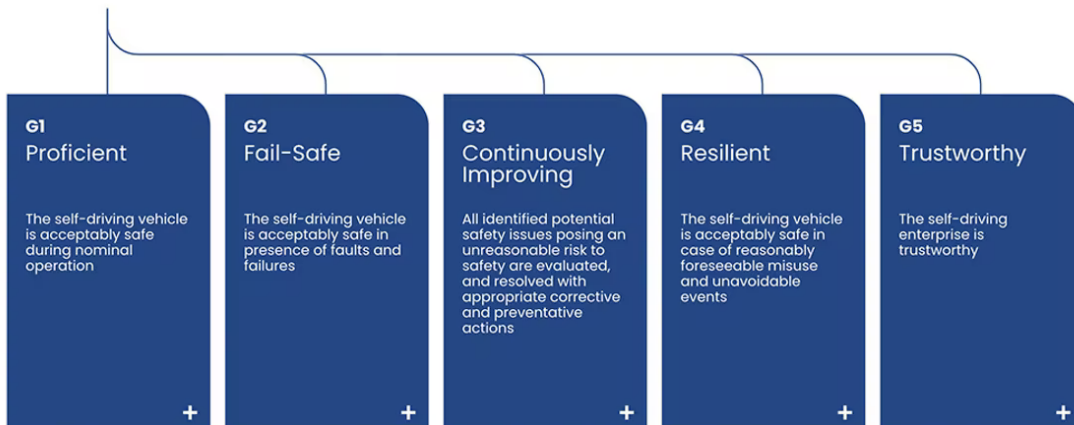 G1
Proficient
The self-driving vehicle
is acceptably safe
during nominal
operation
+
G2
Fail-Safe
The self-driving vehicle
is acceptably safe in
presence of faults and
failures
+
G3
Continuously
Improving
All identified potential
safety issues posing an
unreasonable risk to
safety are evaluated,
and resolved with
appropriate corrective
and preventative
actions
+
G4
Resilient
The self-driving vehicle
is acceptably safe in
case of reasonably
foreseeable misuse
and unavoidable
events
+
G5
Trustworthy
The self-driving
enterprise is
trustworthy
+